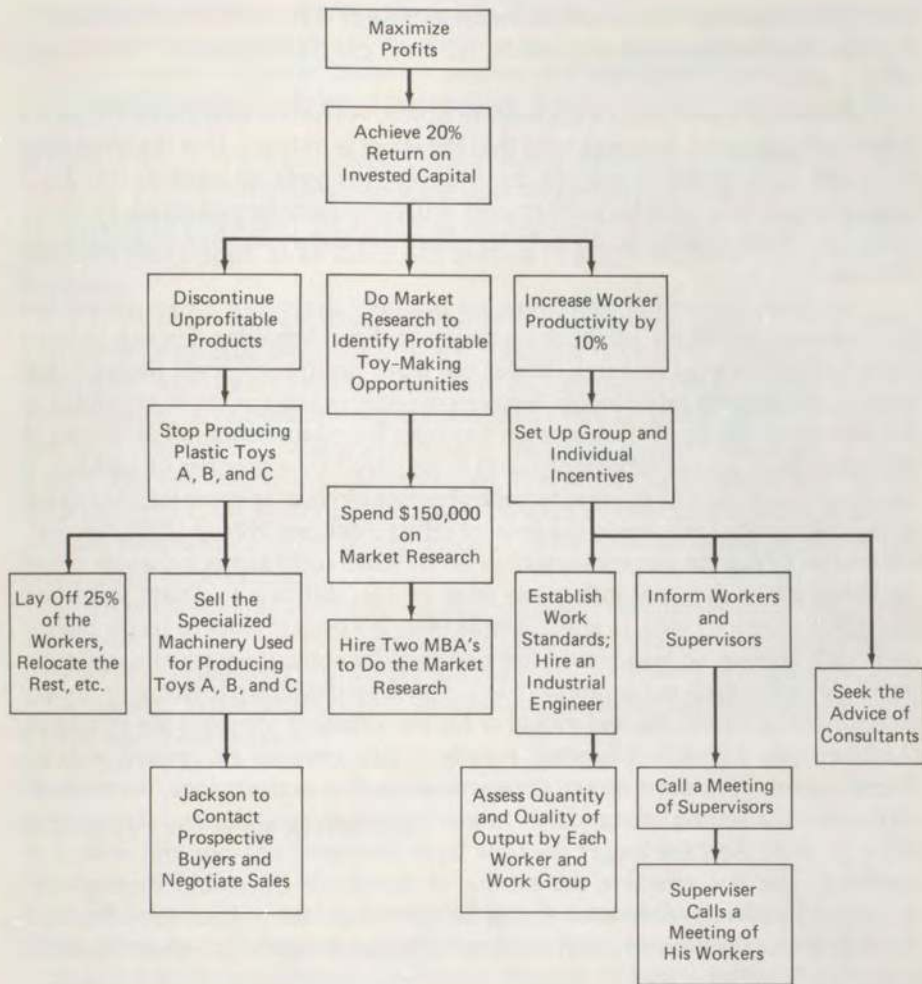 Maximize
Profits
Achieve 20%
Return on
Invested Capital
Discontinue
Unprofitable
Products
Do Market
Research to
Identify Profitable
Toy-Making
Opportunities
Increase Worker
Productivity by
10%
Stop Producing
Plastic Toys
A, B, and C
Set Up Group and
Individual
Incentives
Spend $150,000
on
Market Research
Lay Off 25%
of the
Workers,
Relocate the
Rest, etc.
Sell the
Specialized
Machinery Used
for Producing
Toys A, B, and C
Hire Two MBA's
to Do the Market
Research
Establish
Work
Standards;
Hire an
Industrial
Engineer
Inform Workers
and
Supervisors
Seek the
Advice of
Consultants
Jackson to
Contact
Prospective
Buyers and
Negotiate Sales
Assess Quantity
and Quality of
Output by Each
Worker and
Work Group
Call a Meeting
of Supervisors
Superviser
Calls a
Meeting of
His Workers